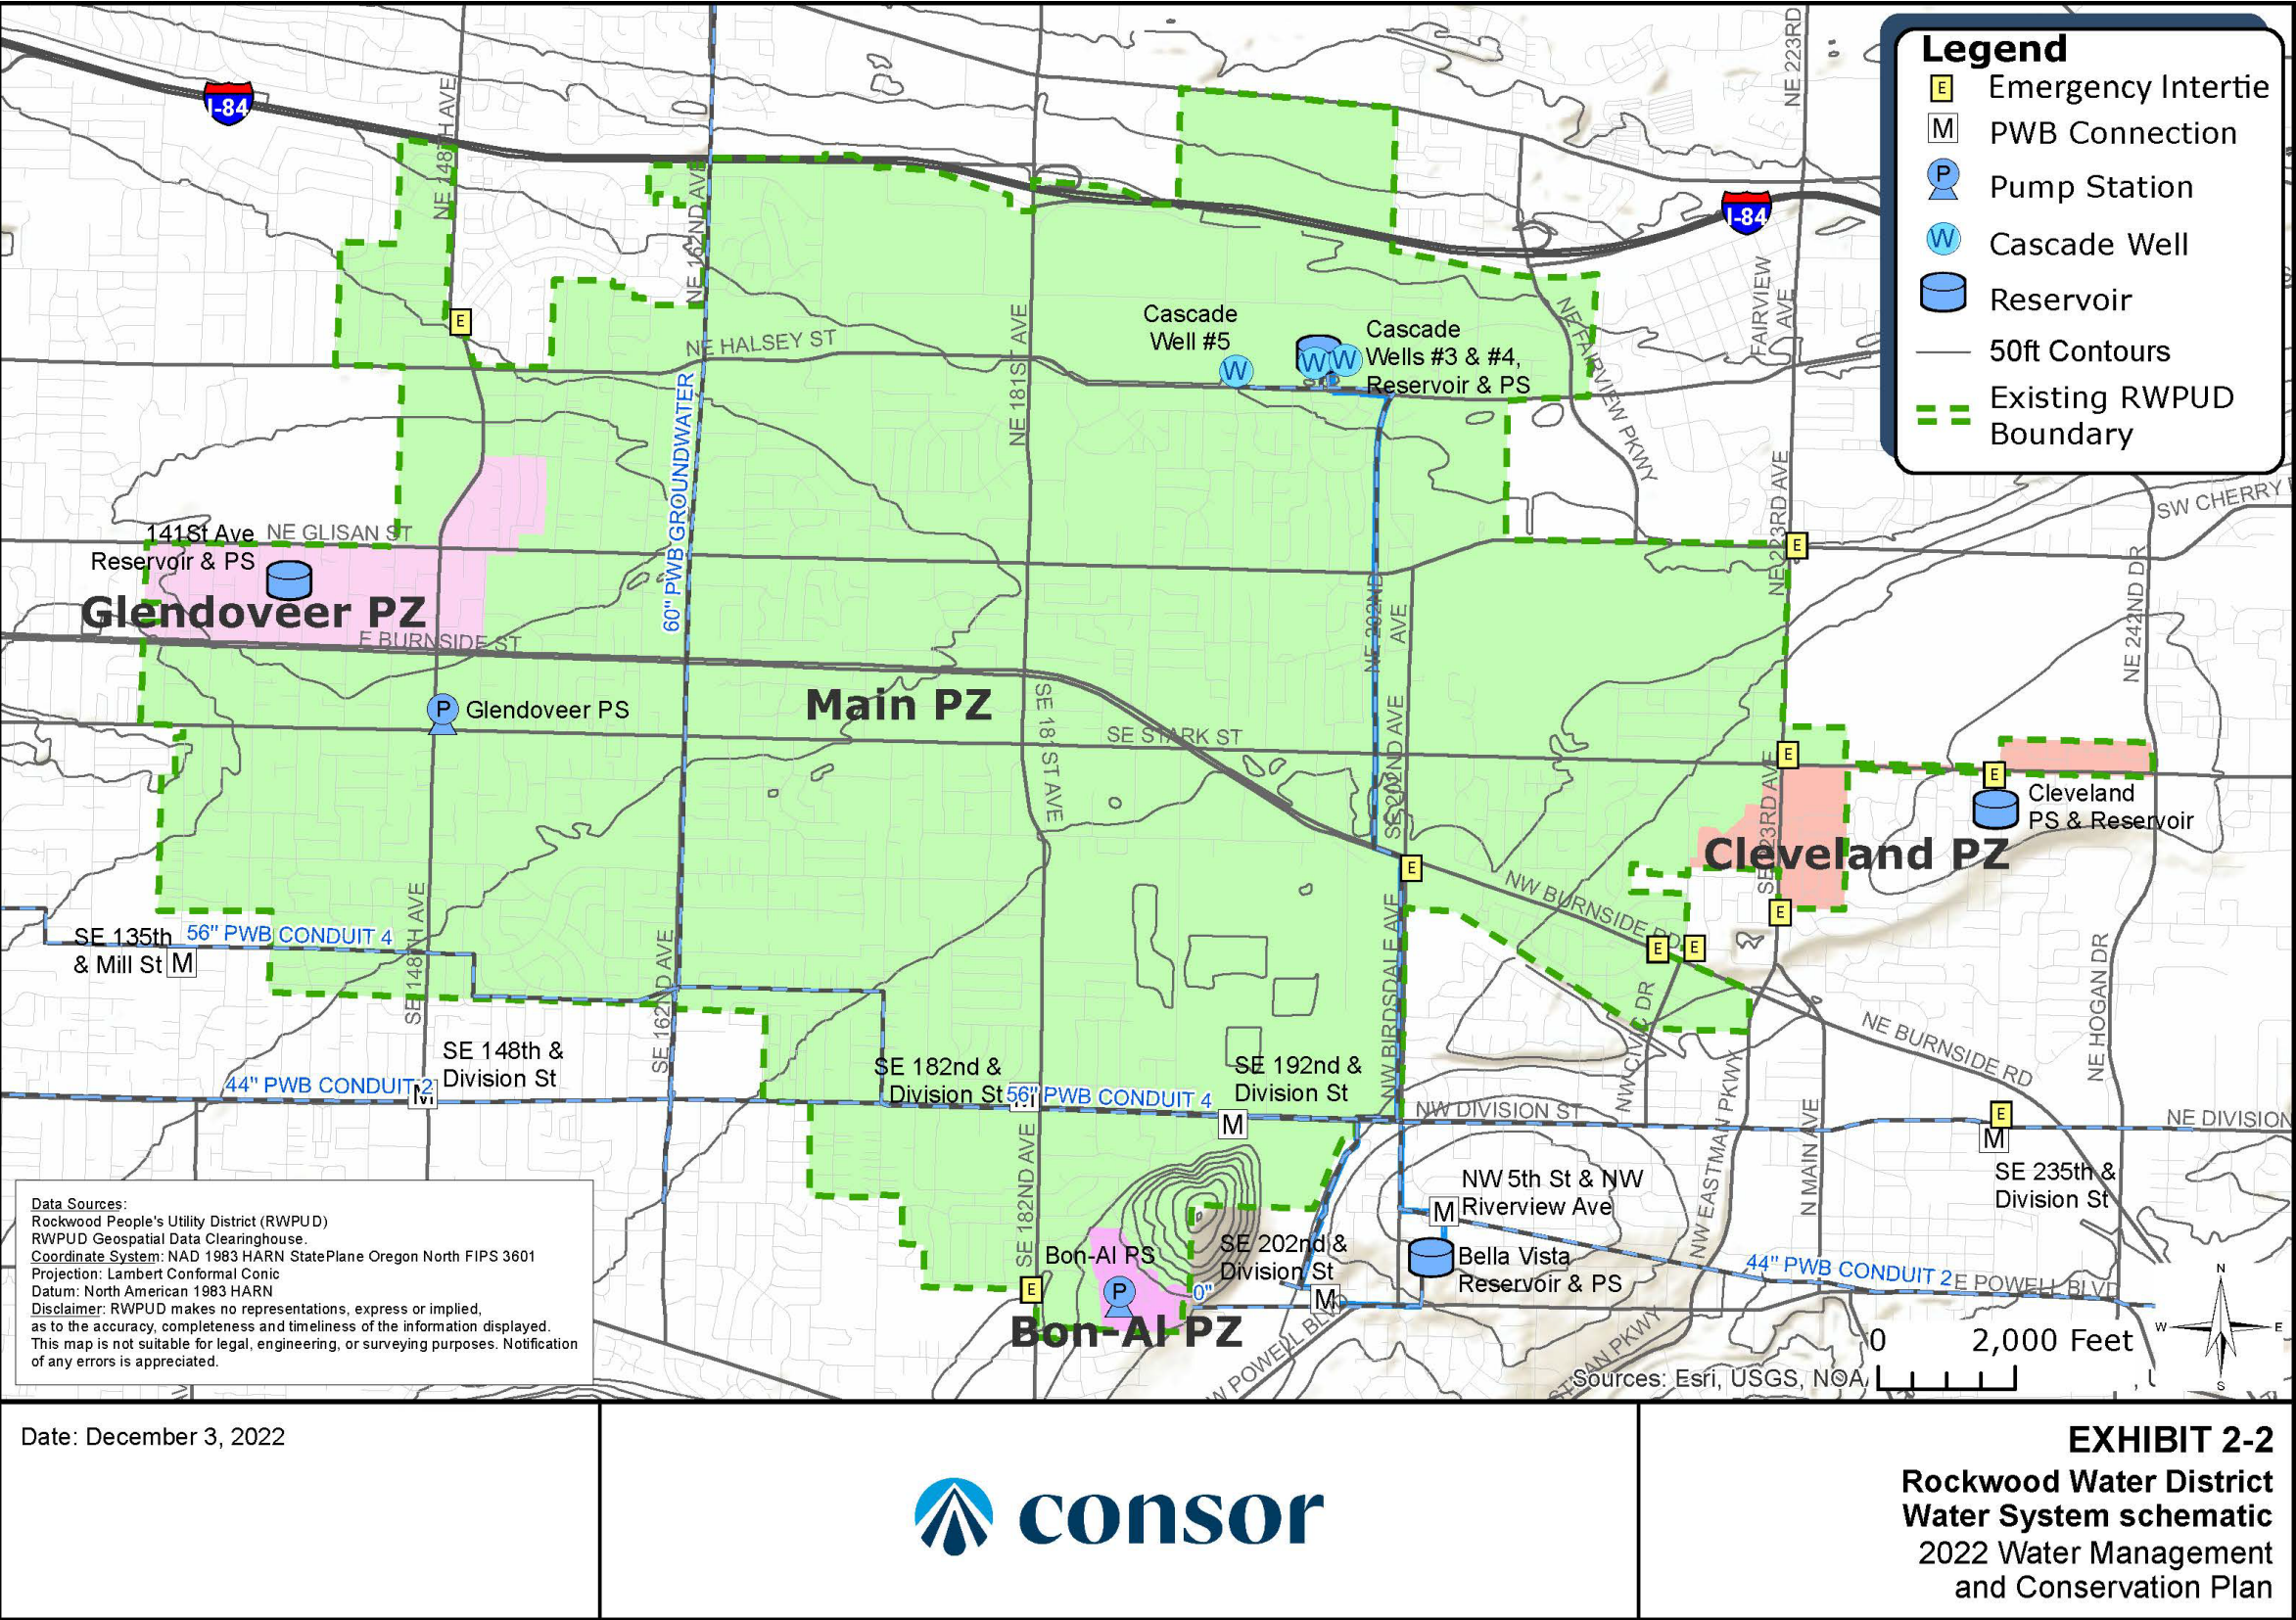 Legend
E Emergency Intertie
M PWB Connection
P Pump Station
W Cascade Well
Reservoir
50ft Contours
Existing RWPUD
Boundary
I-84
I-84
NE 223RD
NE 148TH AVE
NE 162ND AVE
E
NE HALSEY ST
NE 181ST AVE
Cascade
Well #5
W
W
W
Cascade
Wells #3 & #4,
Reservoir & PS
NE FAIRVIEW PKWY
FAIRVIEW
AVE
60" PWB GROUNDWATER
NE 223RD AVE
SW CHERRY
141St Ave
Reservoir & PS
NE GLISAN ST
E
Glendoveer PZ
E BURNSIDE ST
NE 202ND
AVE
NE 242ND DR
P
Glendoveer PS
Main PZ
SE 181ST AVE
SE STARK ST
SE 202ND AVE
E
E
SE 223RD AVE
Cleveland
PS & Reservoir
Cleveland PZ
E
NW BURNSIDE RD
E
E
E
SE 135th
& Mill St
M
56" PWB CONDUIT 4
SE 148TH AVE
SE 162ND AVE
NW BIRDSDALE AVE
NW CIVIC DR
NE BURNSIDE RD
NE HOGAN DR
SE 148th &
Division St
M
44" PWB CONDUIT 2
SE 182nd &
Division St
M
56" PWB CONDUIT 4
SE 192nd &
Division St
M
NW DIVISION ST
NW EASTMAN PKWY
N MAIN AVE
E
M
NE DIVISION
SE 235th &
Division St
SE 182ND AVE
NW 5th St & NW
Riverview Ave
M
Bella Vista
Reservoir & PS
44" PWB CONDUIT 2
E POWELL BLVD
Bon-Al PS
P
E
SE 202nd &
Division St
M
0"
Bon-Al PZ
W POWELL BLV
STMAN PKWY
Data Sources:
Rockwood People's Utility District (RWPUD)
RWPUD Geospatial Data Clearinghouse.
Coordinate System: NAD 1983 HARN StatePlane Oregon North FIPS 3601
Projection: Lambert Conformal Conic
Datum: North American 1983 HARN
Disclaimer: RWPUD makes no representations, express or implied,
as to the accuracy, completeness and timeliness of the information displayed.
This map is not suitable for legal, engineering, or surveying purposes. Notification
of any errors is appreciated.
0 2,000 Feet
Sources: Esri, USGS, NOA
N
W
E
S
Date: December 3, 2022
consor
EXHIBIT 2-2
Rockwood Water District
Water System schematic
2022 Water Management
and Conservation Plan